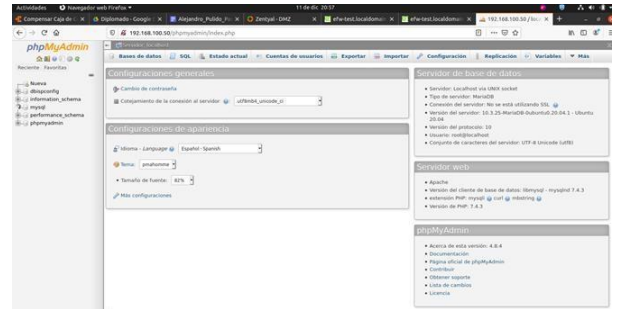 Actividades Navegador web Firefox 11 de dic 20:57
Compensar Caja de c Diplomado - Google Alejandro_Pulido_Po Zentyal - DMZ efw-test.localdomain efw-test.localdomain 192.168.100.50 /
192.168.100.50/phpmyadmin/index.php
phpMyAdmin
Reciente Favoritas
Nueva
dbispconfig
information_schema
mysql
performance_schema
phpmyadmin
Servidor: localhost
Bases de datos SQL Estado actual Cuentas de usuarios Exportar Importar Configuración Replicación Variables Más
Configuraciones generales
Cambio de contraseña
Cotejamiento de la conexión al servidor utf8mb4_unicode_ci
Configuraciones de apariencia
Idioma - Language Español - Spanish
Tema: pmahomme
Tamaño de fuente: 82%
Más configuraciones
Servidor de base de datos
Servidor: Localhost via UNIX socket
Tipo de servidor: MariaDB
Conexión del servidor: No se está utilizando SSL
Versión del servidor: 10.3.25-MariaDB-0ubuntu0.20.04.1 - Ubuntu
20.04
Versión del protocolo: 10
Usuario: root@localhost
Conjunto de caracteres del servidor: UTF-8 Unicode (utf8)
Servidor web
Apache
Versión del cliente de base de datos: libmysql - mysqlnd 7.4.3
extensión PHP: mysqli curl mbstring
Versión de PHP: 7.4.3
phpMyAdmin
Acerca de esta versión: 4.9.4
Documentación
Página oficial de phpMyAdmin
Contribuir
Obtener soporte
Lista de cambios
Licencia